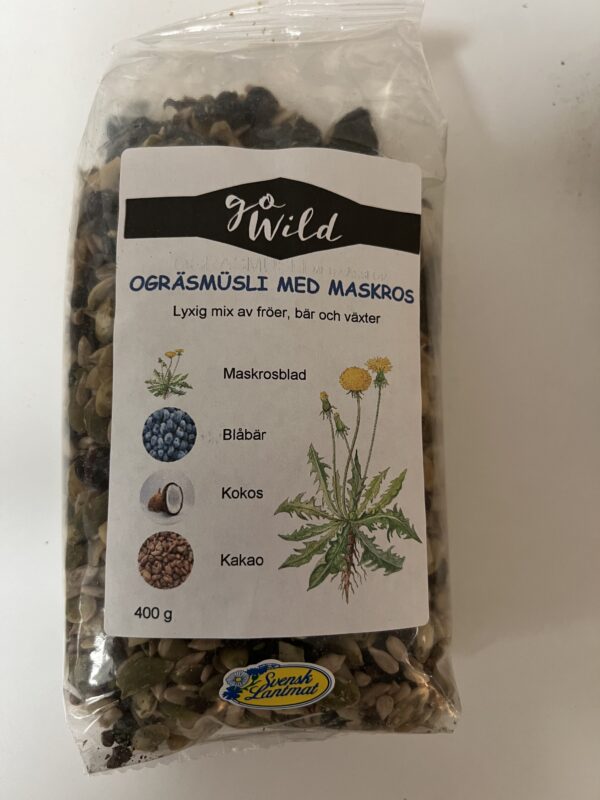 go
Wild
OGRÄSMÜSLI MED MASKROS
Lyxig mix av fröer, bär och växter
Maskrosblad
Blåbär
Kokos
Kakao
400 g
Svensk
Lantmat